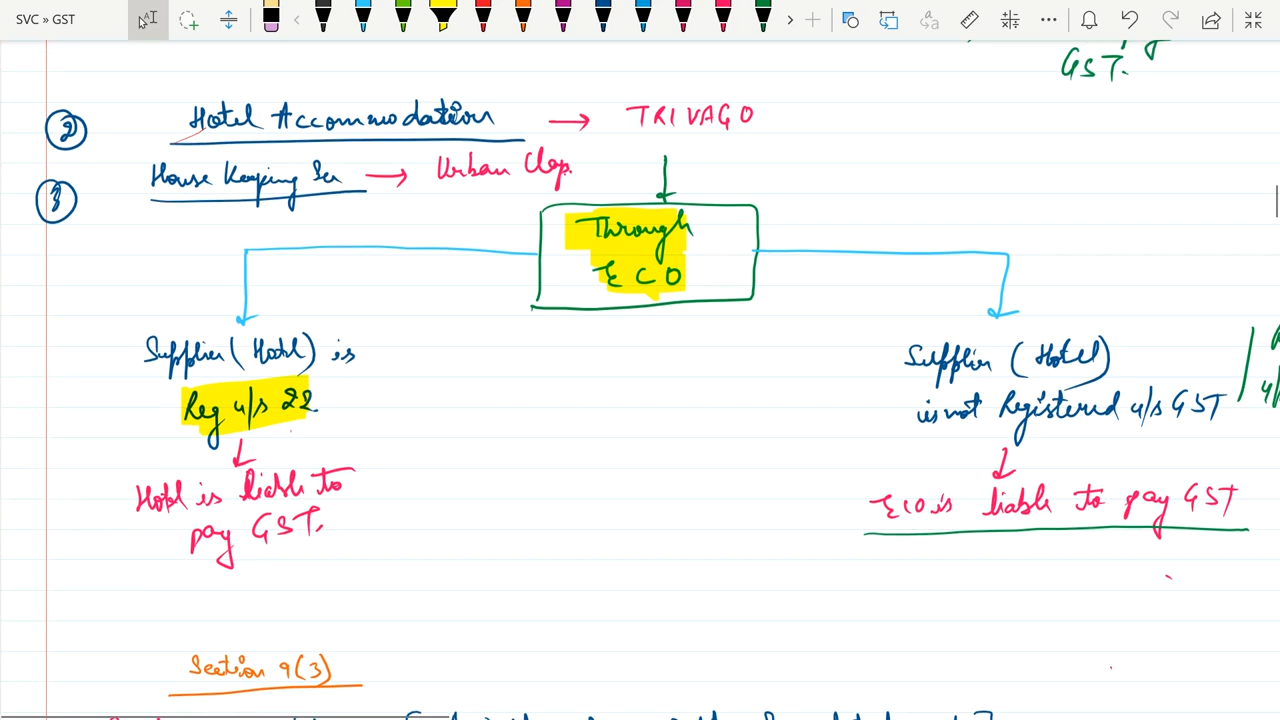 SVC » GST
GST.
② Hotel Accommodation → TRIVAGO
③ House Keeping Ser → Urban Clap.
Through
ECO
Supplier (Hotel) is
Reg u/s 22
Hotel is liable to
pay GST.
Supplier (Hotel)
is not Registered u/s GST
ECO is liable to pay GST
Section 9(3)